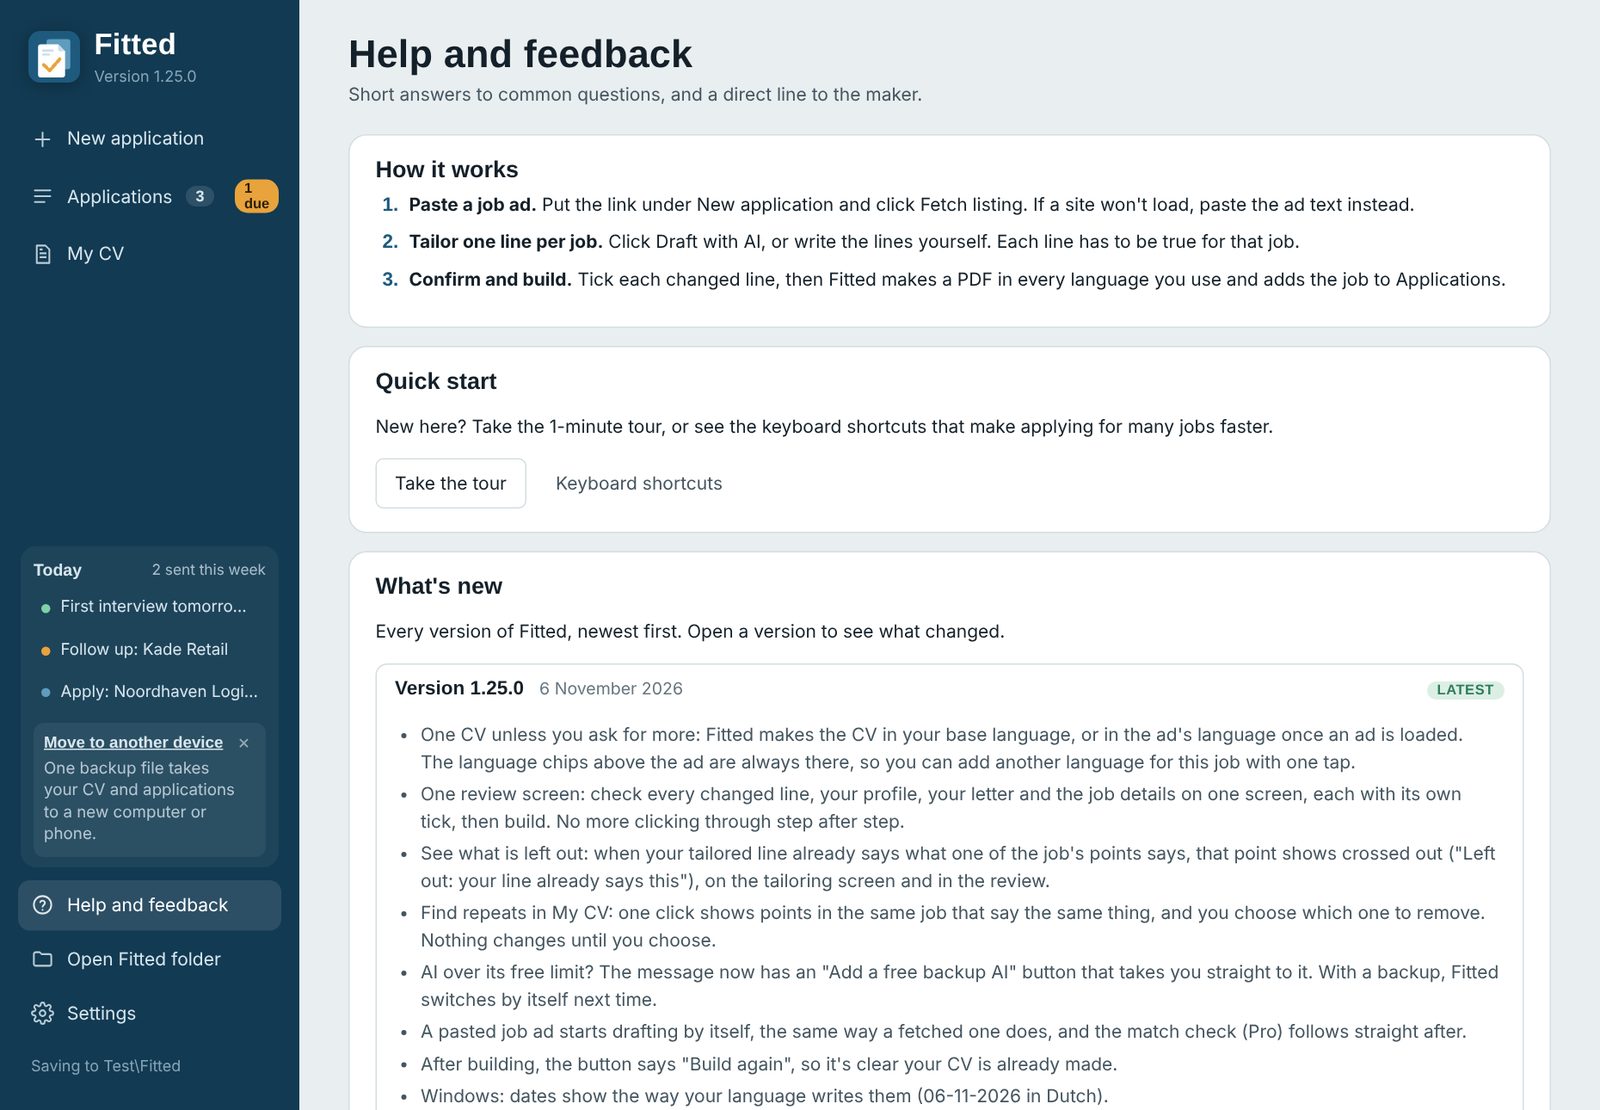 Fitted
Version 1.25.0
New application
Applications 3 1 due
My CV
Today 2 sent this week
First interview tomorro...
Follow up: Kade Retail
Apply: Noordhaven Logi...
Move to another device ×
One backup file takes
your CV and applications
to a new computer or
phone.
Help and feedback
Open Fitted folder
Settings
Saving to Test\Fitted
Help and feedback
Short answers to common questions, and a direct line to the maker.
How it works
1. Paste a job ad. Put the link under New application and click Fetch listing. If a site won't load, paste the ad text instead.
2. Tailor one line per job. Click Draft with AI, or write the lines yourself. Each line has to be true for that job.
3. Confirm and build. Tick each changed line, then Fitted makes a PDF in every language you use and adds the job to Applications.
Quick start
New here? Take the 1-minute tour, or see the keyboard shortcuts that make applying for many jobs faster.
Take the tour Keyboard shortcuts
What's new
Every version of Fitted, newest first. Open a version to see what changed.
Version 1.25.0 6 November 2026 LATEST
• One CV unless you ask for more: Fitted makes the CV in your base language, or in the ad's language once an ad is loaded.
The language chips above the ad are always there, so you can add another language for this job with one tap.
• One review screen: check every changed line, your profile, your letter and the job details on one screen, each with its own
tick, then build. No more clicking through step after step.
• See what is left out: when your tailored line already says what one of the job's points says, that point shows crossed out ("Left
out: your line already says this"), on the tailoring screen and in the review.
• Find repeats in My CV: one click shows points in the same job that say the same thing, and you choose which one to remove.
Nothing changes until you choose.
• AI over its free limit? The message now has an "Add a free backup AI" button that takes you straight to it. With a backup, Fitted
switches by itself next time.
• A pasted job ad starts drafting by itself, the same way a fetched one does, and the match check (Pro) follows straight after.
• After building, the button says "Build again", so it's clear your CV is already made.
• Windows: dates show the way your language writes them (06-11-2026 in Dutch).